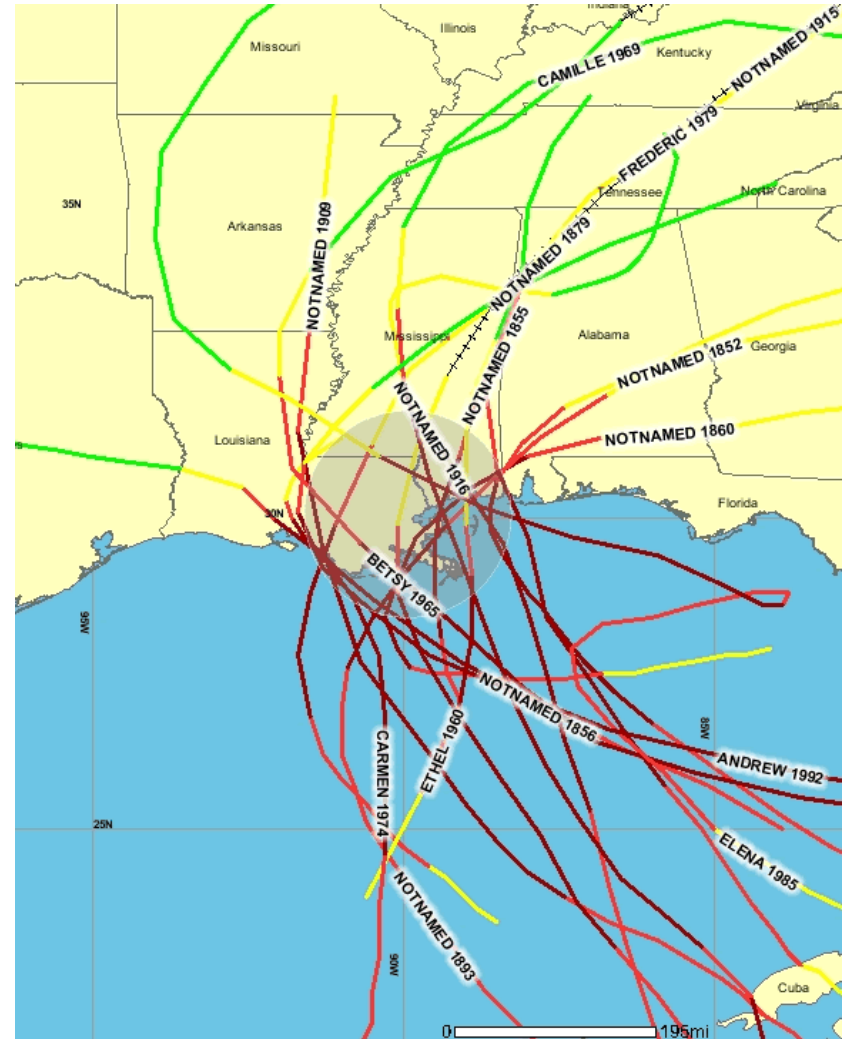 Indiana
Illinois
Missouri
CAMILLE 1969
Kentucky
NOTNAMED 1915
FREDERIC 1979
Virginia
35N
Tennessee
North Carolina
Arkansas
NOTNAMED 1909
NOTNAMED 1879
Mississippi
NOTNAMED 1855
Alabama
NOTNAMED 1852
Georgia
Louisiana
NOTNAMED 1916
NOTNAMED 1860
Florida
30N
BETSY 1965
95W
NOTNAMED 1856
85W
ETHEL 1960
ANDREW 1992
CARMEN 1974
25N
ELENA 1985
NOTNAMED 1893
90W
Cuba
0
195mi